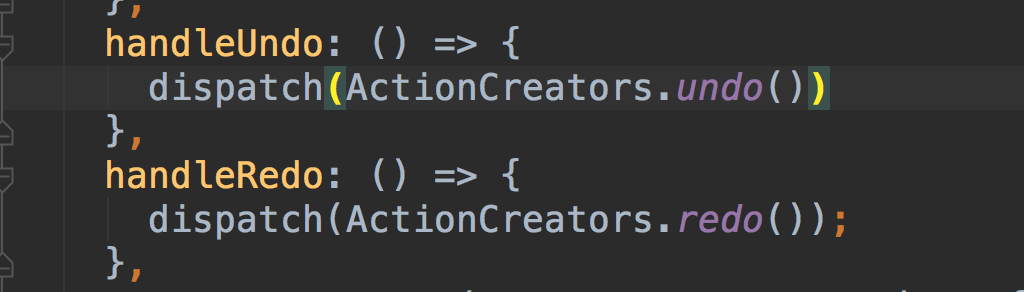 },
handleUndo: () => {
dispatch(ActionCreators.undo())
},
handleRedo: () => {
dispatch(ActionCreators.redo());
},